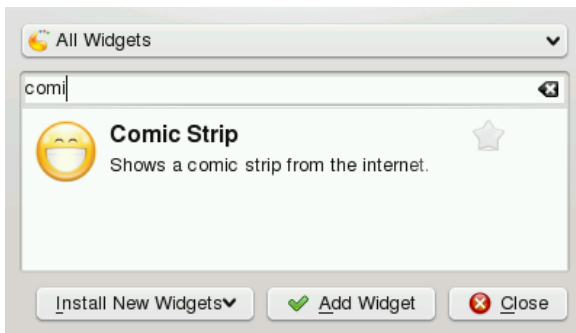 All Widgets
comi
Comic Strip
Shows a comic strip from the internet.
Install New Widgets
Add Widget
Close